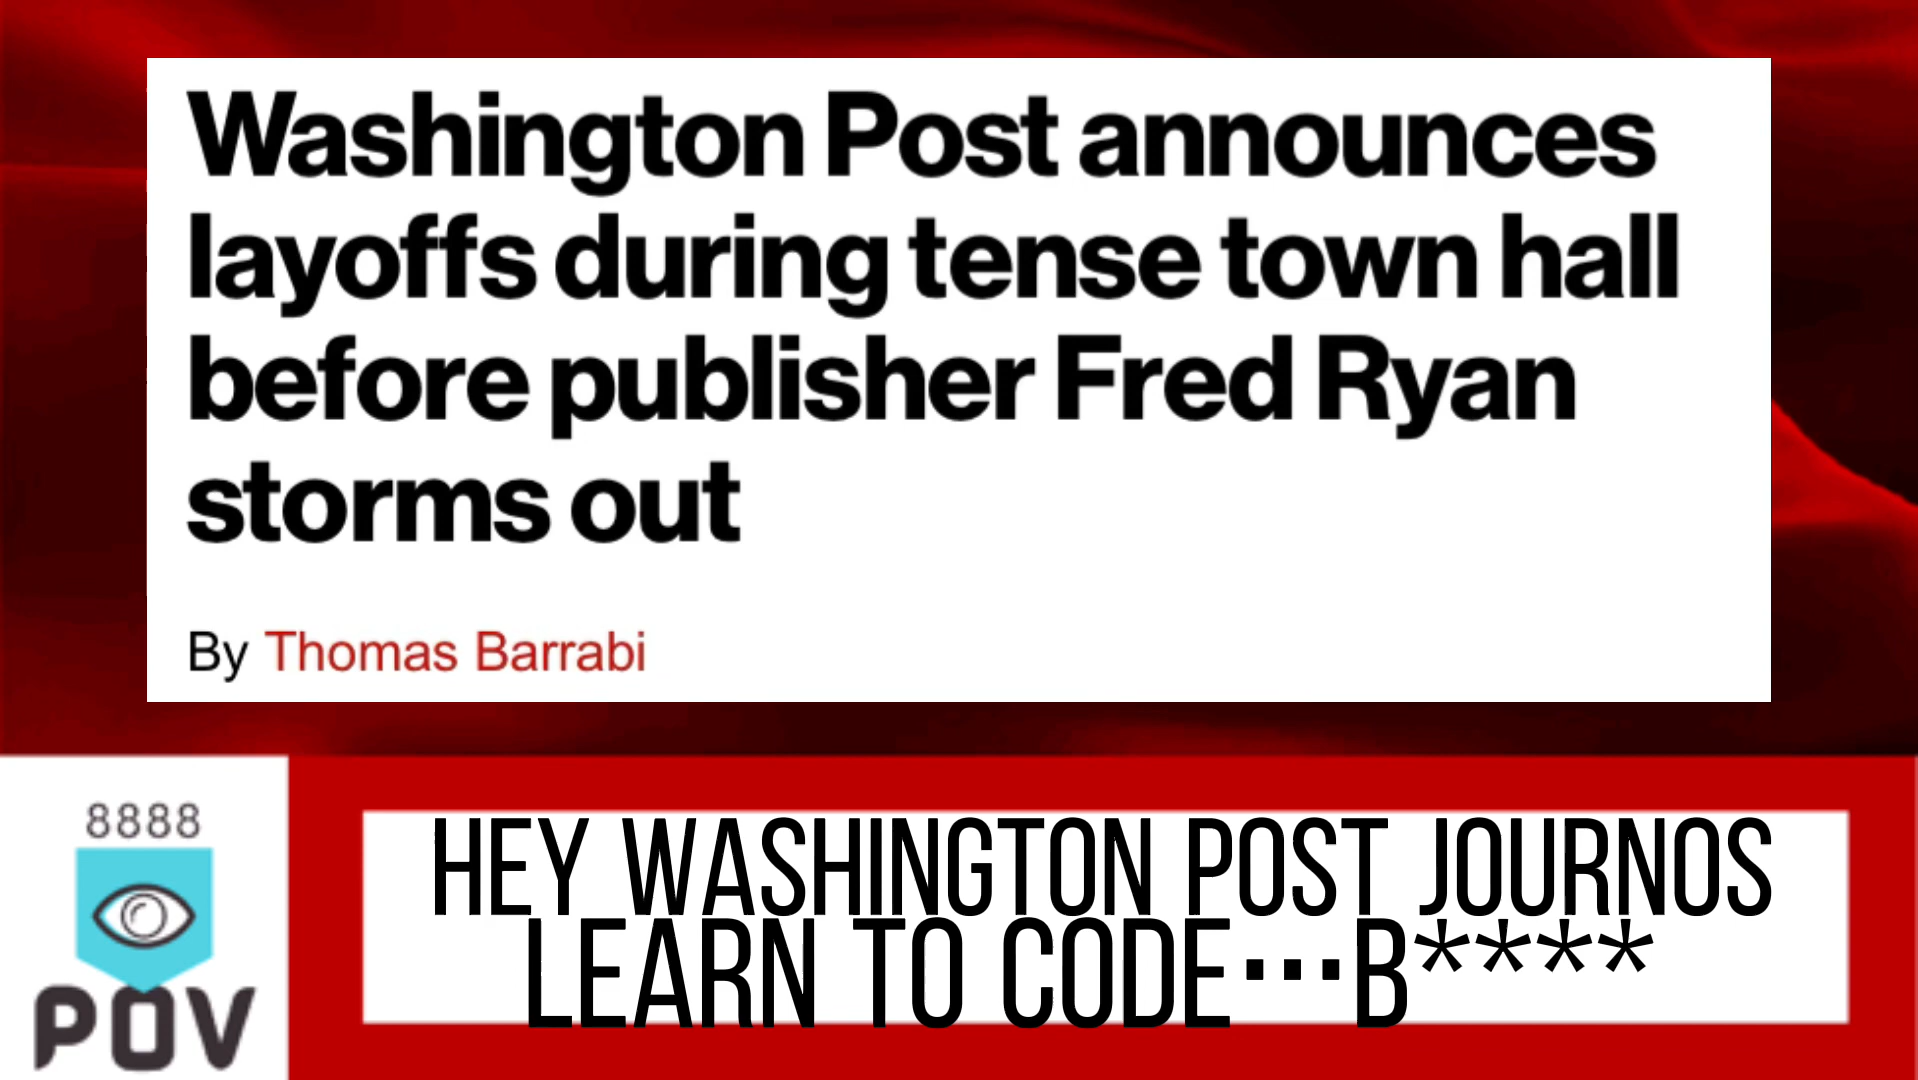 Washington Post announces
layoffs during tense town hall
before publisher Fred Ryan
storms out
By Thomas Barrabi
8888
POV
HEY WASHINGTON POST JOURNOS
LEARN TO CODE...B****